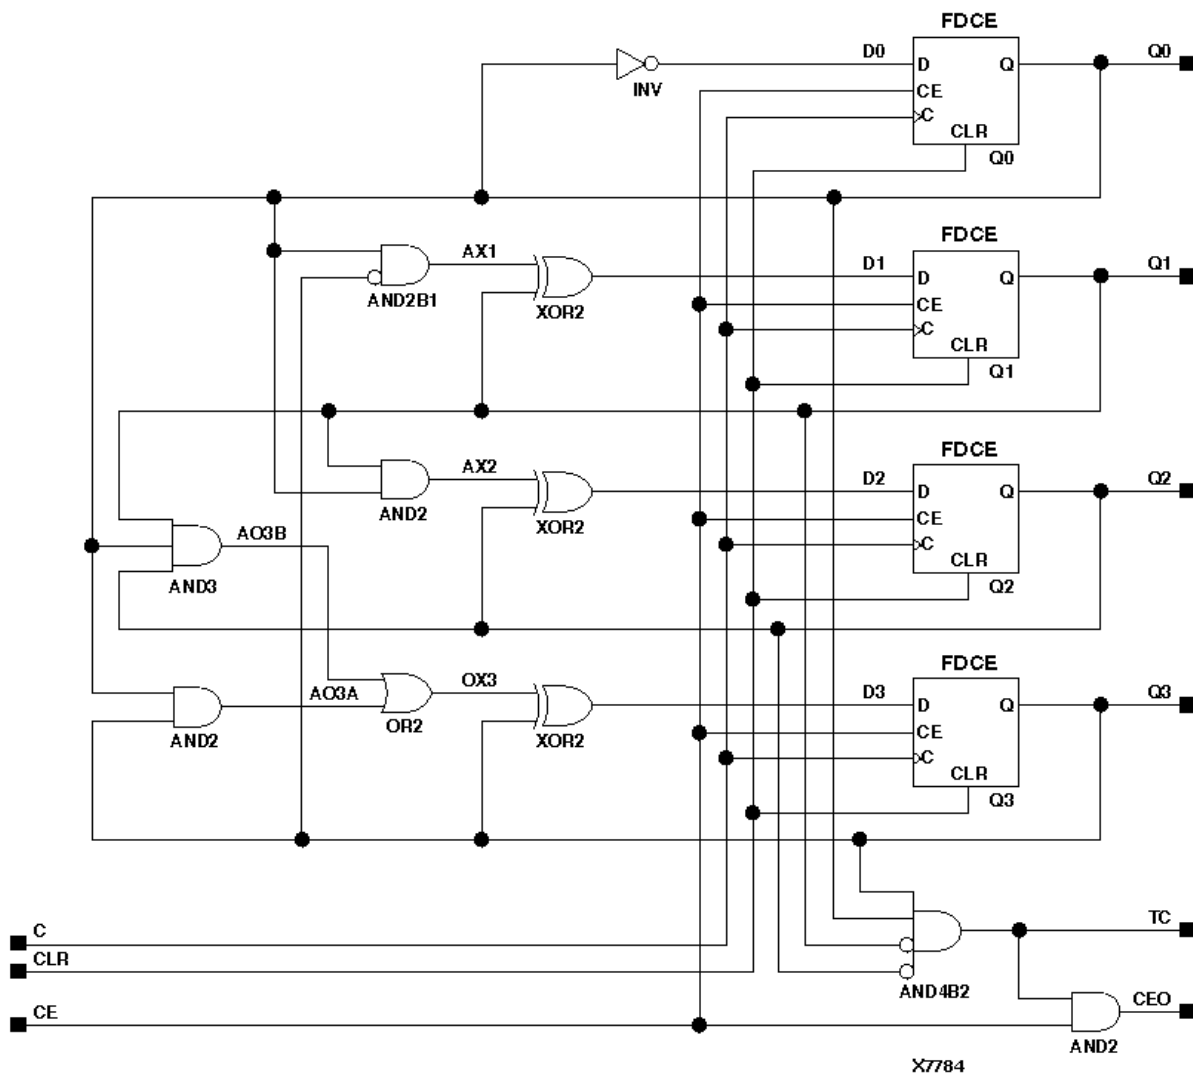 FDCE
D0
Q0
D
Q
CE
C
CLR
Q0
INV
FDCE
AX1
D1
Q1
D
Q
CE
C
CLR
Q1
AND2B1
XOR2
FDCE
AX2
D2
Q2
D
Q
CE
C
CLR
Q2
AND2
XOR2
AO3B
AND3
FDCE
AO3A
OX3
D3
Q3
D
Q
CE
C
CLR
Q3
AND2
OR2
XOR2
C
CLR
CE
TC
AND4B2
CEO
AND2
X7784